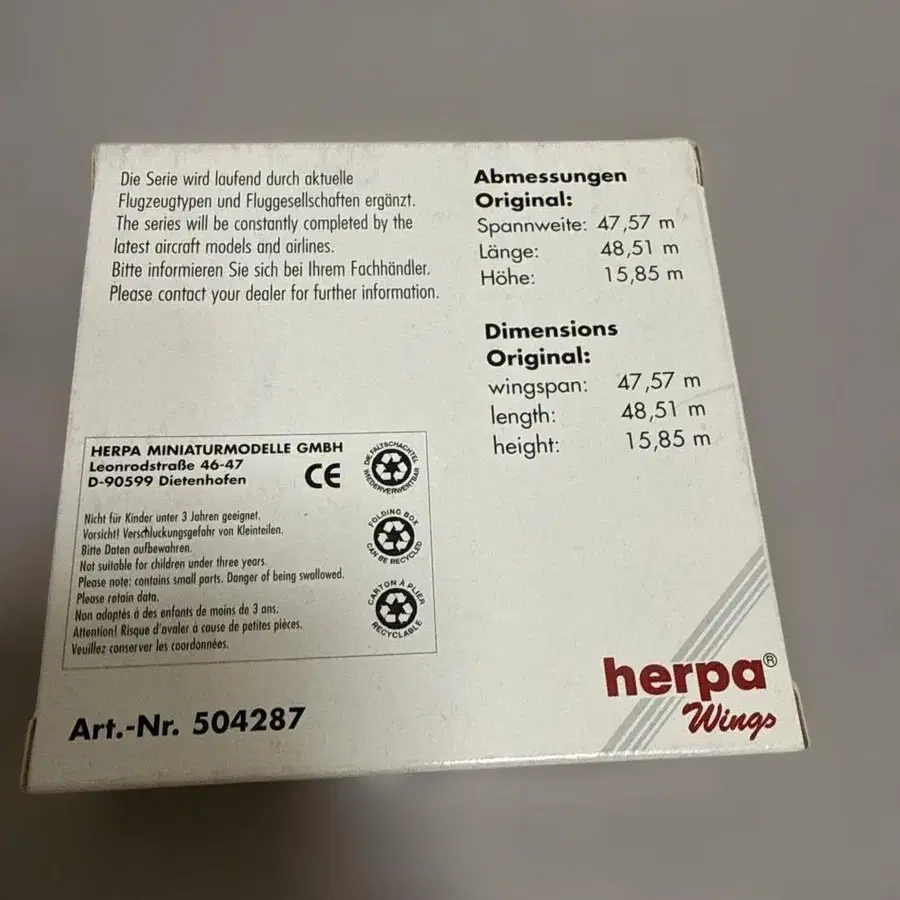 Die Serie wird laufend durch aktuelle
Flugzeugtypen und Fluggesellschaften ergänzt.
The series will be constantly completed by the
latest aircraft models and airlines.
Bitte informieren Sie sich bei Ihrem Fachhändler.
Please contact your dealer for further information.
Abmessungen
Original:
Spannweite: 47,57 m
Länge: 48,51 m
Höhe: 15,85 m
Dimensions
Original:
wingspan: 47,57 m
length: 48,51 m
height: 15,85 m
HERPA MINIATURMODELLE GMBH
Leonrodstraße 46-47
D-90599 Dietenhofen
CE
Nicht für Kinder unter 3 Jahren geeignet.
Vorsicht! Verschluckungsgefahr von Kleinteilen.
Bitte Daten aufbewahren.
Not suitable for children under three years.
Please note: contains small parts. Danger of being swallowed.
Please retain data.
Non adaptés à des enfants de moins de 3 ans.
Attention! Risque d'avaler à cause de petites pièces.
Veuillez conserver les coordonnées.
DIE FALTSCHACHTEL
WIEDERVERWERTBAR
FOLDING BOX
CAN BE RECYCLED
CARTON À PLIER
RECYCLABLE
Art.-Nr. 504287
herpa®
Wings